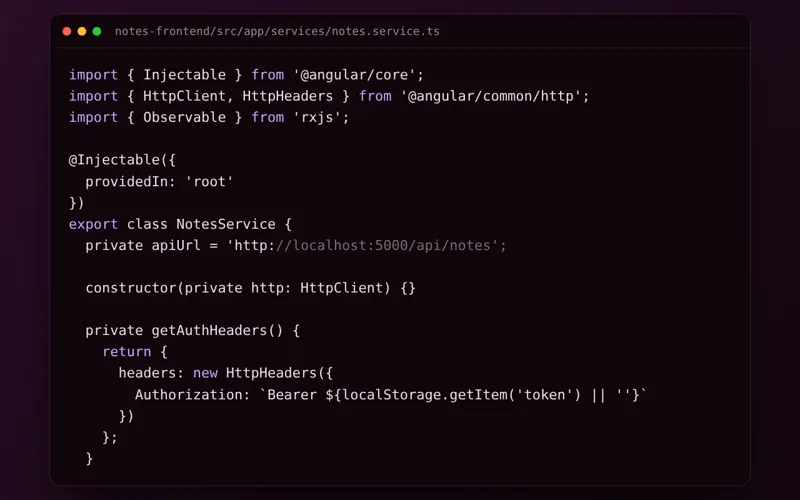 notes-frontend/src/app/services/notes.service.ts
import { Injectable } from '@angular/core';
import { HttpClient, HttpHeaders } from '@angular/common/http';
import { Observable } from 'rxjs';
@Injectable({
  providedIn: 'root'
})
export class NotesService {
  private apiUrl = 'http://localhost:5000/api/notes';
  constructor(private http: HttpClient) {}
  private getAuthHeaders() {
    return {
      headers: new HttpHeaders({
        Authorization: `Bearer ${localStorage.getItem('token') || ''}`
      })
    };
  }